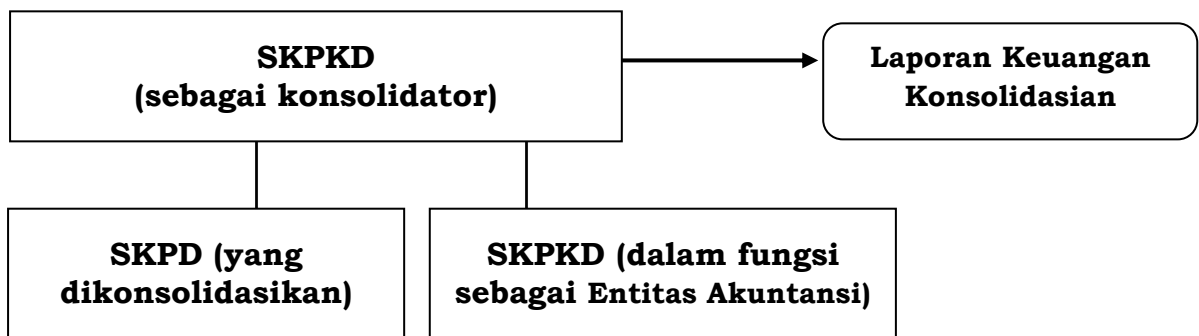 SKPKD
(sebagai konsolidator)
Laporan Keuangan
Konsolidasian
SKPD (yang
dikonsolidasikan)
SKPKD (dalam fungsi
sebagai Entitas Akuntansi)